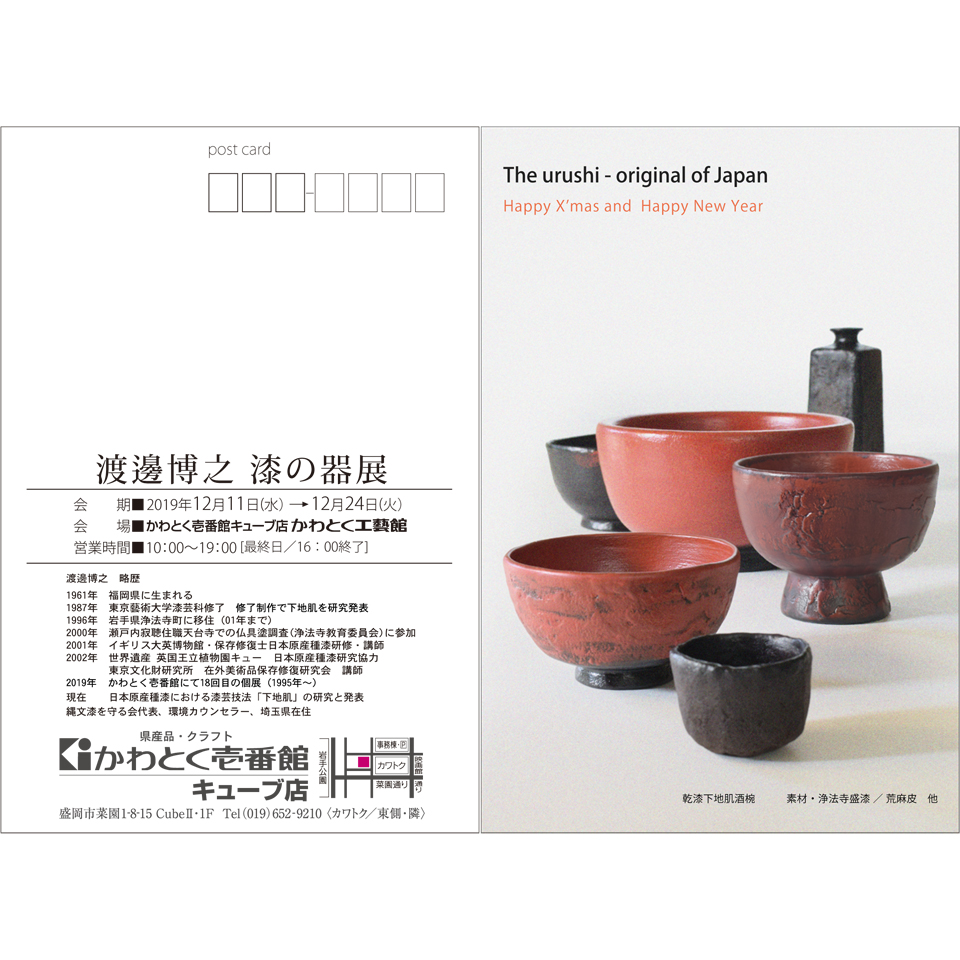 post card
渡邊博之 漆の器展
会　期■2019年12月11日(水) →12月24日(火)
会　場■かわとく壱番館キューブ店 かわとく工藝館
営業時間■10：00～19：00 [最終日／16：00終了]
渡邊博之　略歴
1961年　福岡県に生まれる
1987年　東京藝術大学漆芸科修了　修了制作で下地肌を研究発表
1996年　岩手県浄法寺町に移住（01年まで）
2000年　瀬戸内寂聴住職天台寺での仏具塗調査（浄法寺教育委員会）に参加
2001年　イギリス大英博物館・保存修復士日本原産種漆研修・講師
2002年　世界遺産 英国王立植物園キュー　日本原産種漆研究協力
東京文化財研究所　在外美術品保存修復研究会　講師
2019年　かわとく壱番館にて18回目の個展（1995年～）
現在　日本原産種漆における漆芸技法「下地肌」の研究と発表
縄文漆を守る会代表、環境カウンセラー、埼玉県在住
県産品・クラフト
かわとく壱番館
キューブ店
岩手公園
事務棟・P
カワトク
菜園通り
映画館通り
盛岡市菜園1-8-15 CubeⅡ・1F　Tel（019）652-9210 〈カワトク／東側・隣〉
The urushi - original of Japan
Happy X'mas and Happy New Year
乾漆下地肌酒椀　素材・浄法寺盛漆 ／ 荒麻皮　他